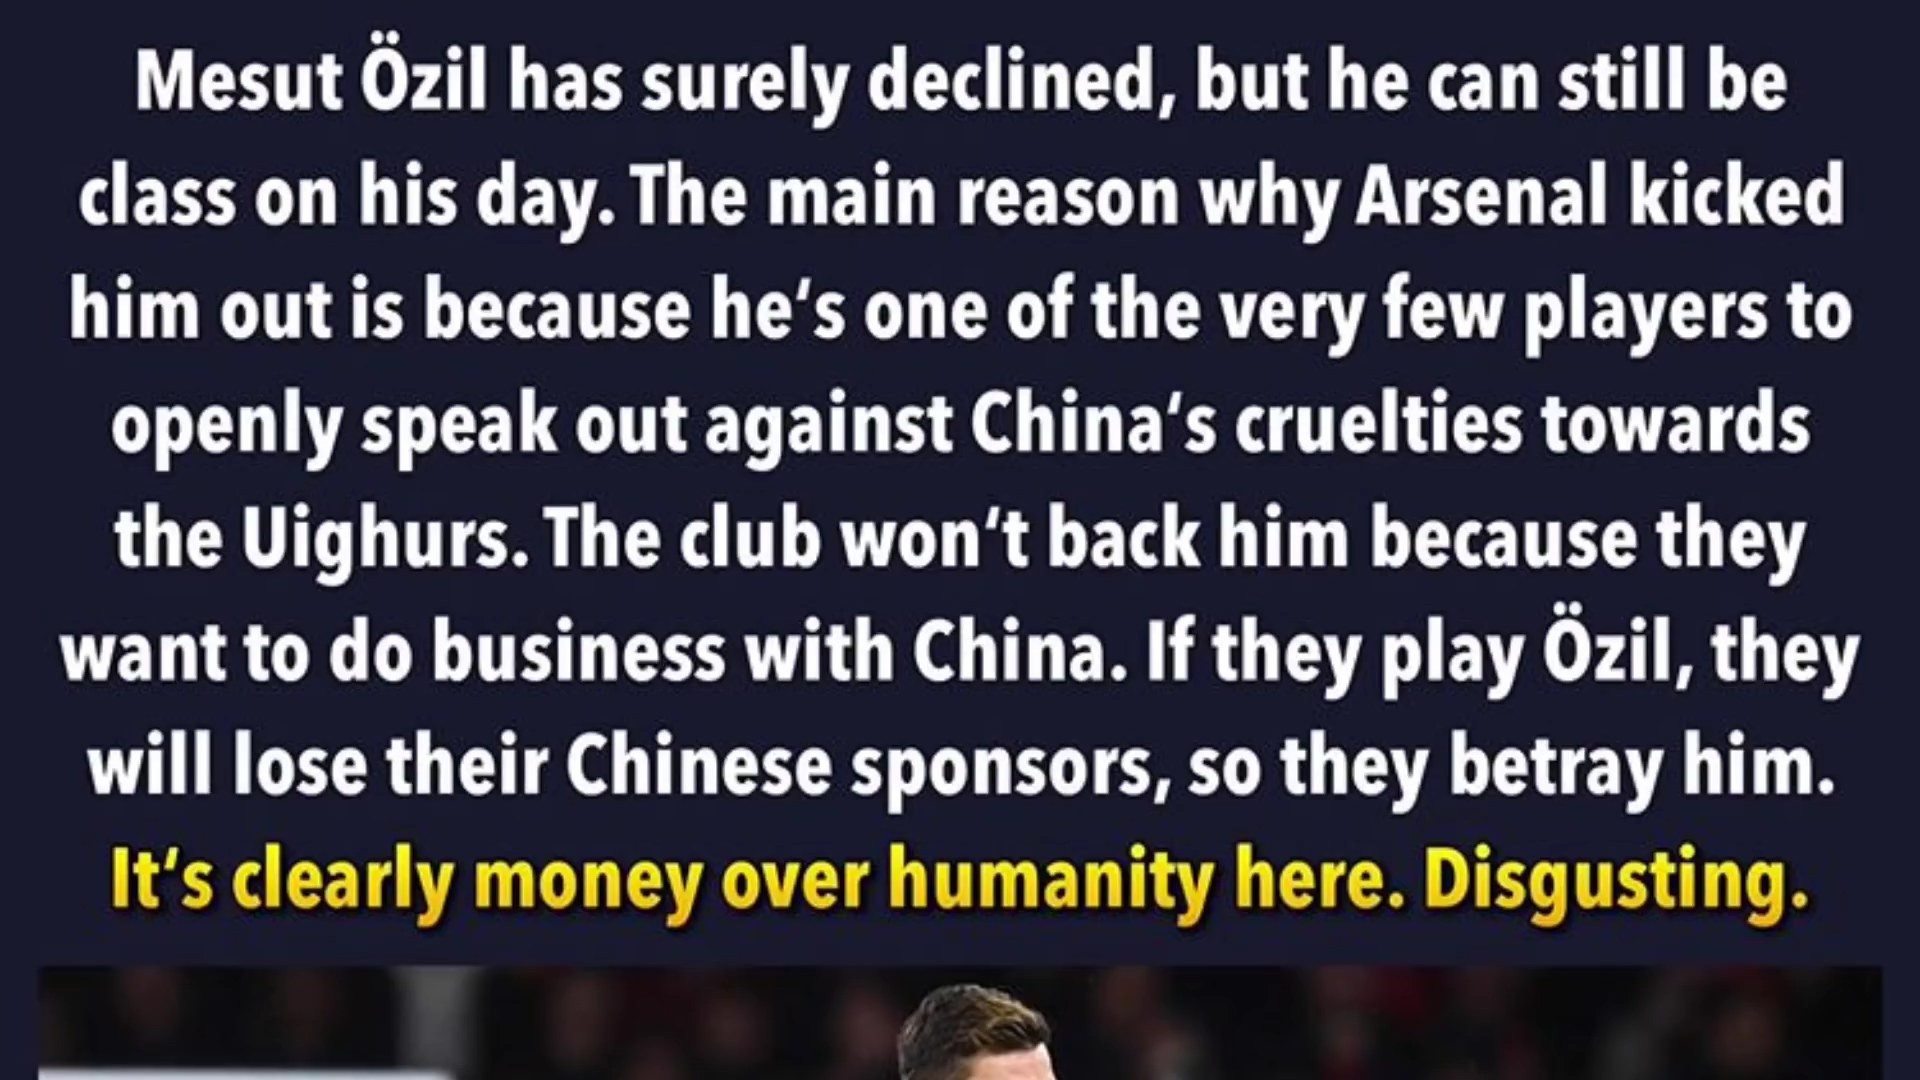 Mesut Özil has surely declined, but he can still be
class on his day. The main reason why Arsenal kicked
him out is because he‘s one of the very few players to
openly speak out against China‘s cruelties towards
the Uighurs. The club won‘t back him because they
want to do business with China. If they play Özil, they
will lose their Chinese sponsors, so they betray him.
It‘s clearly money over humanity here. Disgusting.